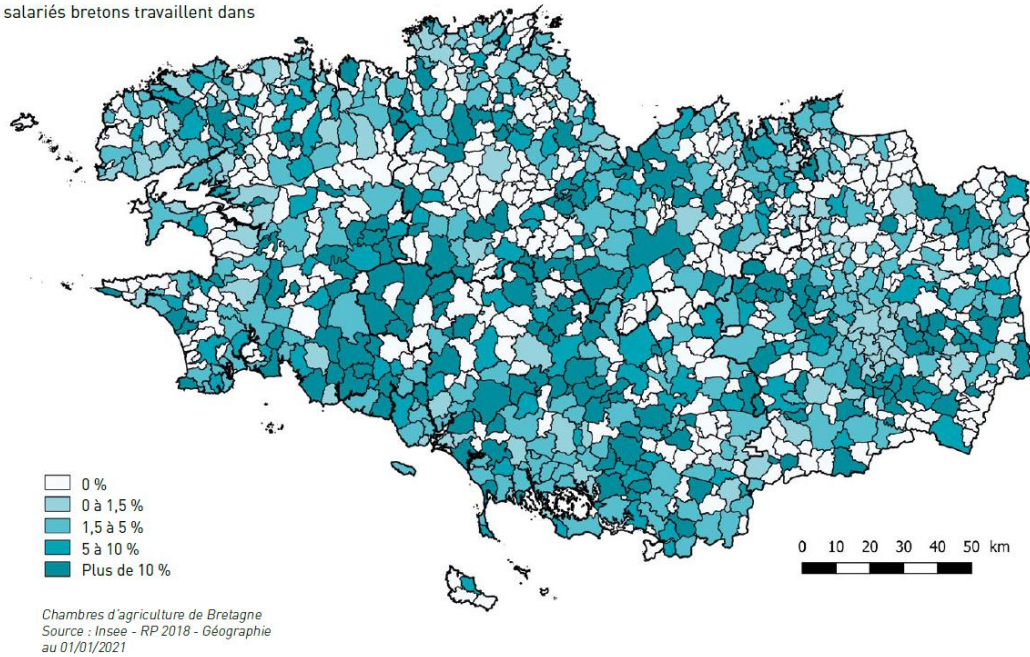 salariés bretons travaillent dans
0 %
0 à 1,5 %
1,5 à 5 %
5 à 10 %
Plus de 10 %
0 10 20 30 40 50 km
Chambres d'agriculture de Bretagne
Source : Insee - RP 2018 - Géographie
au 01/01/2021